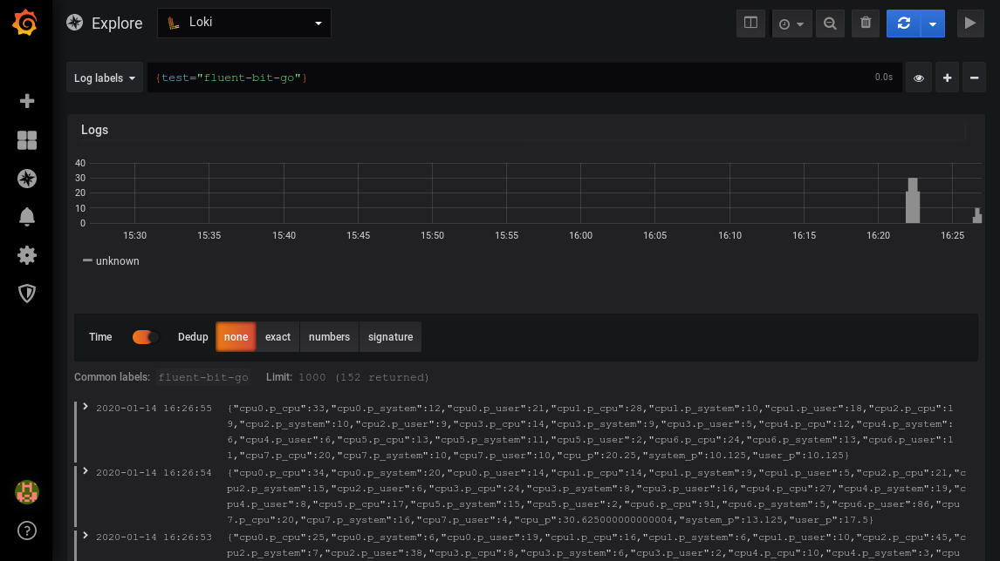 Explore
Loki
Log labels
{test="fluent-bit-go"}
0.0s
Logs
40
30
20
10
0
15:30 15:35 15:40 15:45 15:50 15:55 16:00 16:05 16:10 16:15 16:20 16:25
unknown
Time Dedup none exact numbers signature
Common labels: fluent-bit-go Limit: 1000 (152 returned)
2020-01-14 16:26:55 {"cpu0.p_cpu":33,"cpu0.p_system":12,"cpu0.p_user":21,"cpu1.p_cpu":28,"cpu1.p_system":10,"cpu1.p_user":18,"cpu2.p_cpu":1
9,"cpu2.p_system":10,"cpu2.p_user":9,"cpu3.p_cpu":14,"cpu3.p_system":9,"cpu3.p_user":5,"cpu4.p_cpu":12,"cpu4.p_system":
6,"cpu4.p_user":6,"cpu5.p_cpu":13,"cpu5.p_system":11,"cpu5.p_user":2,"cpu6.p_cpu":24,"cpu6.p_system":13,"cpu6.p_user":1
1,"cpu7.p_cpu":20,"cpu7.p_system":10,"cpu7.p_user":10,"cpu_p":20.25,"system_p":10.125,"user_p":10.125}
2020-01-14 16:26:54 {"cpu0.p_cpu":34,"cpu0.p_system":20,"cpu0.p_user":14,"cpu1.p_cpu":14,"cpu1.p_system":9,"cpu1.p_user":5,"cpu2.p_cpu":21,"c
pu2.p_system":15,"cpu2.p_user":6,"cpu3.p_cpu":24,"cpu3.p_system":8,"cpu3.p_user":16,"cpu4.p_cpu":27,"cpu4.p_system":19,"c
pu4.p_user":8,"cpu5.p_cpu":17,"cpu5.p_system":15,"cpu5.p_user":2,"cpu6.p_cpu":91,"cpu6.p_system":5,"cpu6.p_user":86,"cpu
7.p_cpu":20,"cpu7.p_system":16,"cpu7.p_user":4,"cpu_p":30.625000000000004,"system_p":13.125,"user_p":17.5}
2020-01-14 16:26:53 {"cpu0.p_cpu":25,"cpu0.p_system":6,"cpu0.p_user":19,"cpu1.p_cpu":16,"cpu1.p_system":6,"cpu1.p_user":10,"cpu2.p_cpu":45,"c
pu2.p_system":7,"cpu2.p_user":38,"cpu3.p_cpu":8,"cpu3.p_system":6,"cpu3.p_user":2,"cpu4.p_cpu":10,"cpu4.p_system":3,"cpu